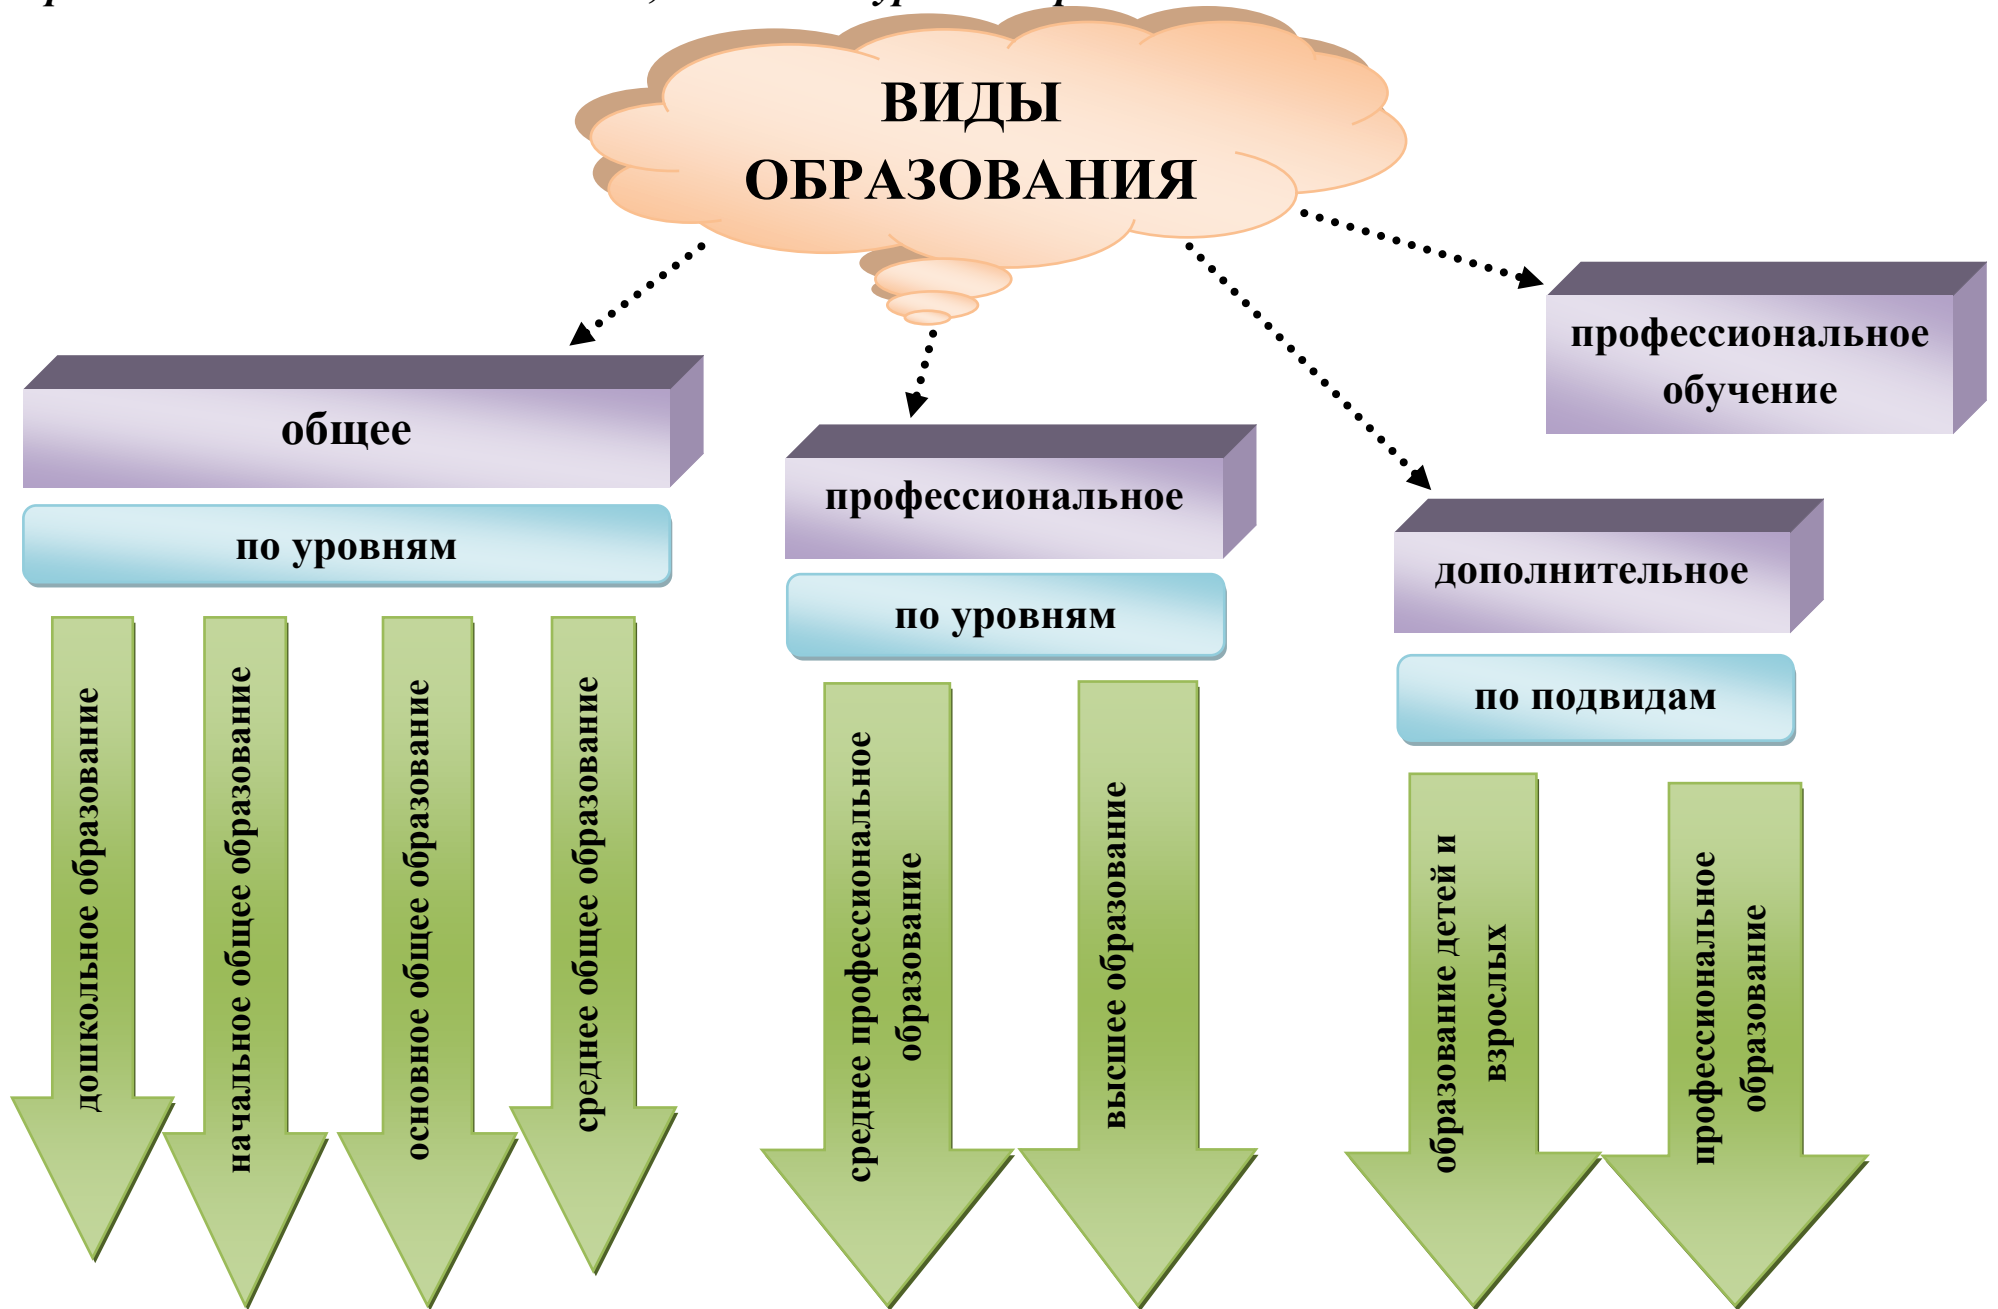 ВИДЫ
ОБРАЗОВАНИЯ
профессиональное
обучение
общее
по уровням
профессиональное
по уровням
дополнительное
по подвидам
дошкольное образование
начальное общее образование
основное общее образование
среднее общее образование
среднее профессиональное
образование
высшее образование
образование детей и
взрослых
профессиональное
образование